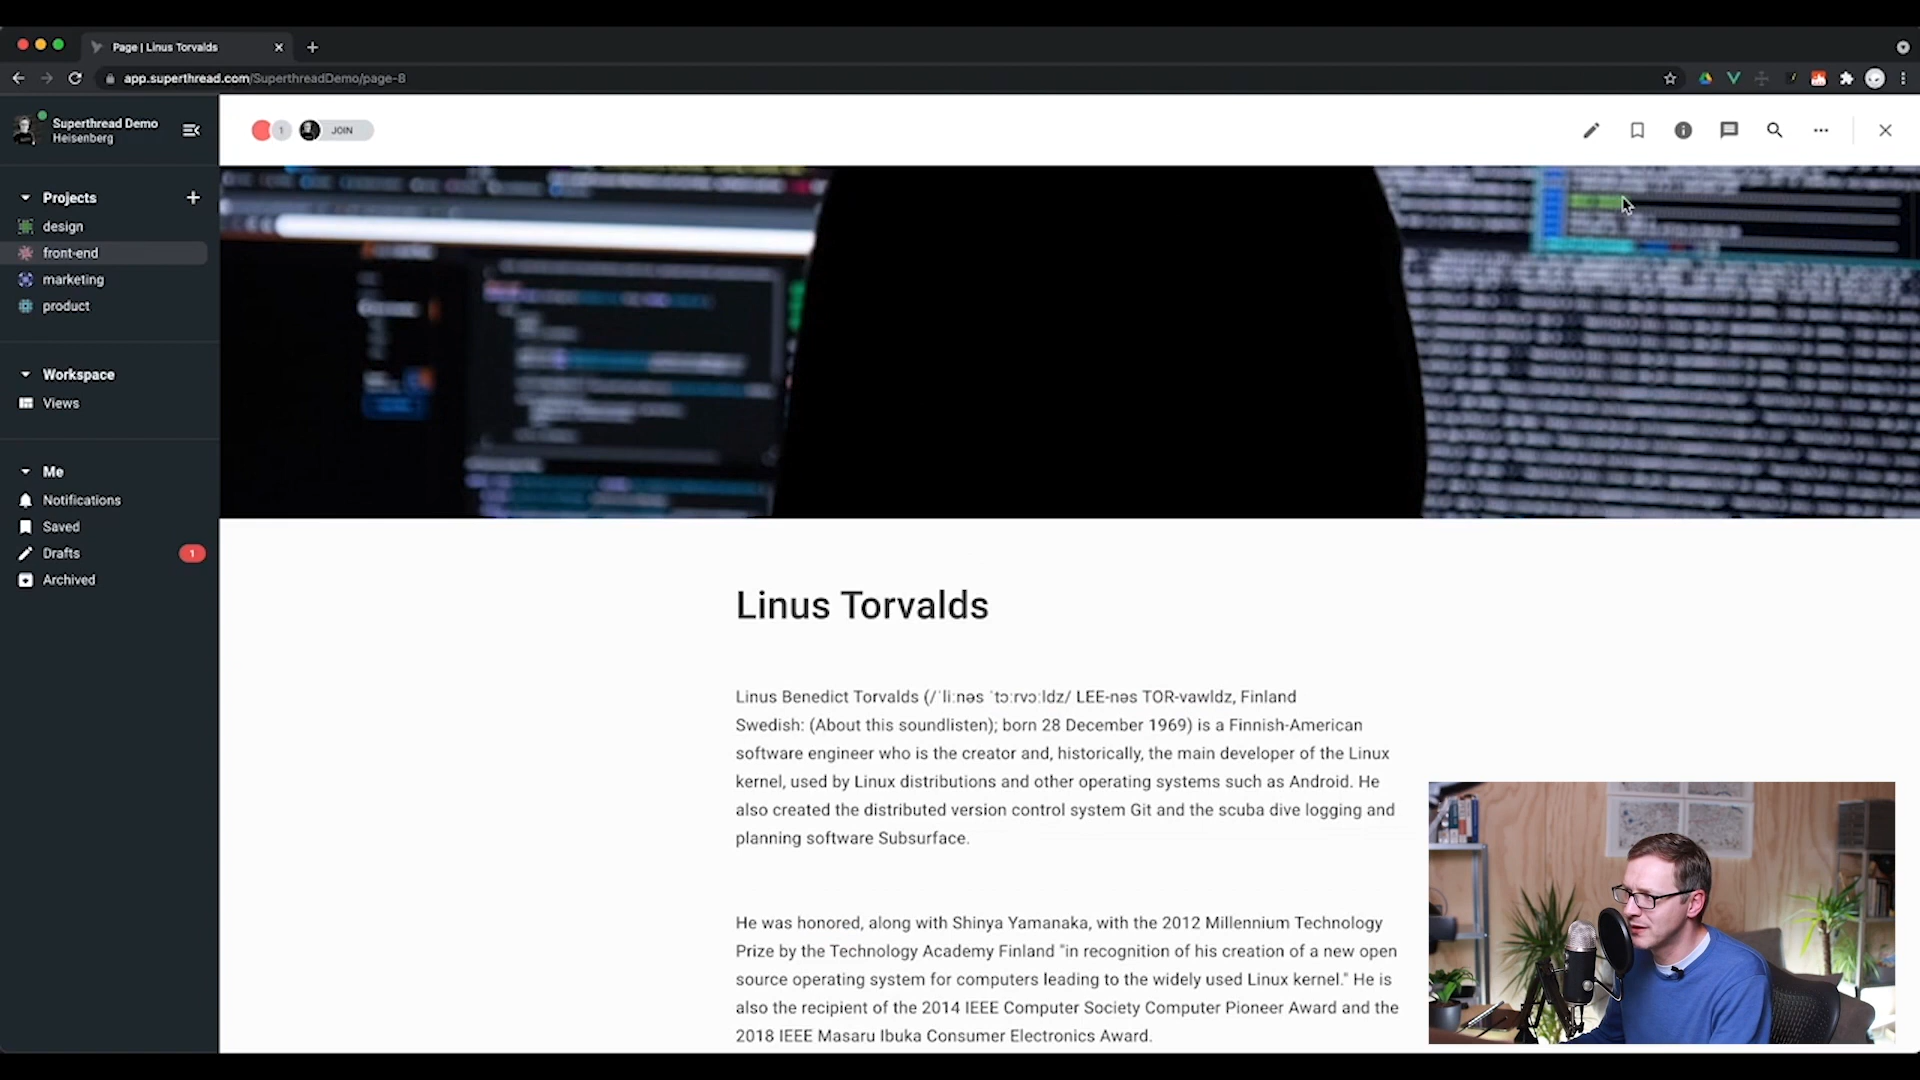 Page | Linus Torvalds
app.superthread.com/SuperthreadDemo/page-8
Superthread Demo
Heisenberg
1
JOIN
Projects
design
front-end
marketing
product
Workspace
Views
Me
Notifications
Saved
Drafts
1
Archived
Linus Torvalds
Linus Benedict Torvalds (/ˈliːnəs ˈtɔːrvɔːldz/ LEE-nəs TOR-vawldz, Finland
Swedish: (About this soundlisten); born 28 December 1969) is a Finnish-American
software engineer who is the creator and, historically, the main developer of the Linux
kernel, used by Linux distributions and other operating systems such as Android. He
also created the distributed version control system Git and the scuba dive logging and
planning software Subsurface.
He was honored, along with Shinya Yamanaka, with the 2012 Millennium Technology
Prize by the Technology Academy Finland "in recognition of his creation of a new open
source operating system for computers leading to the widely used Linux kernel." He is
also the recipient of the 2014 IEEE Computer Society Computer Pioneer Award and the
2018 IEEE Masaru Ibuka Consumer Electronics Award.